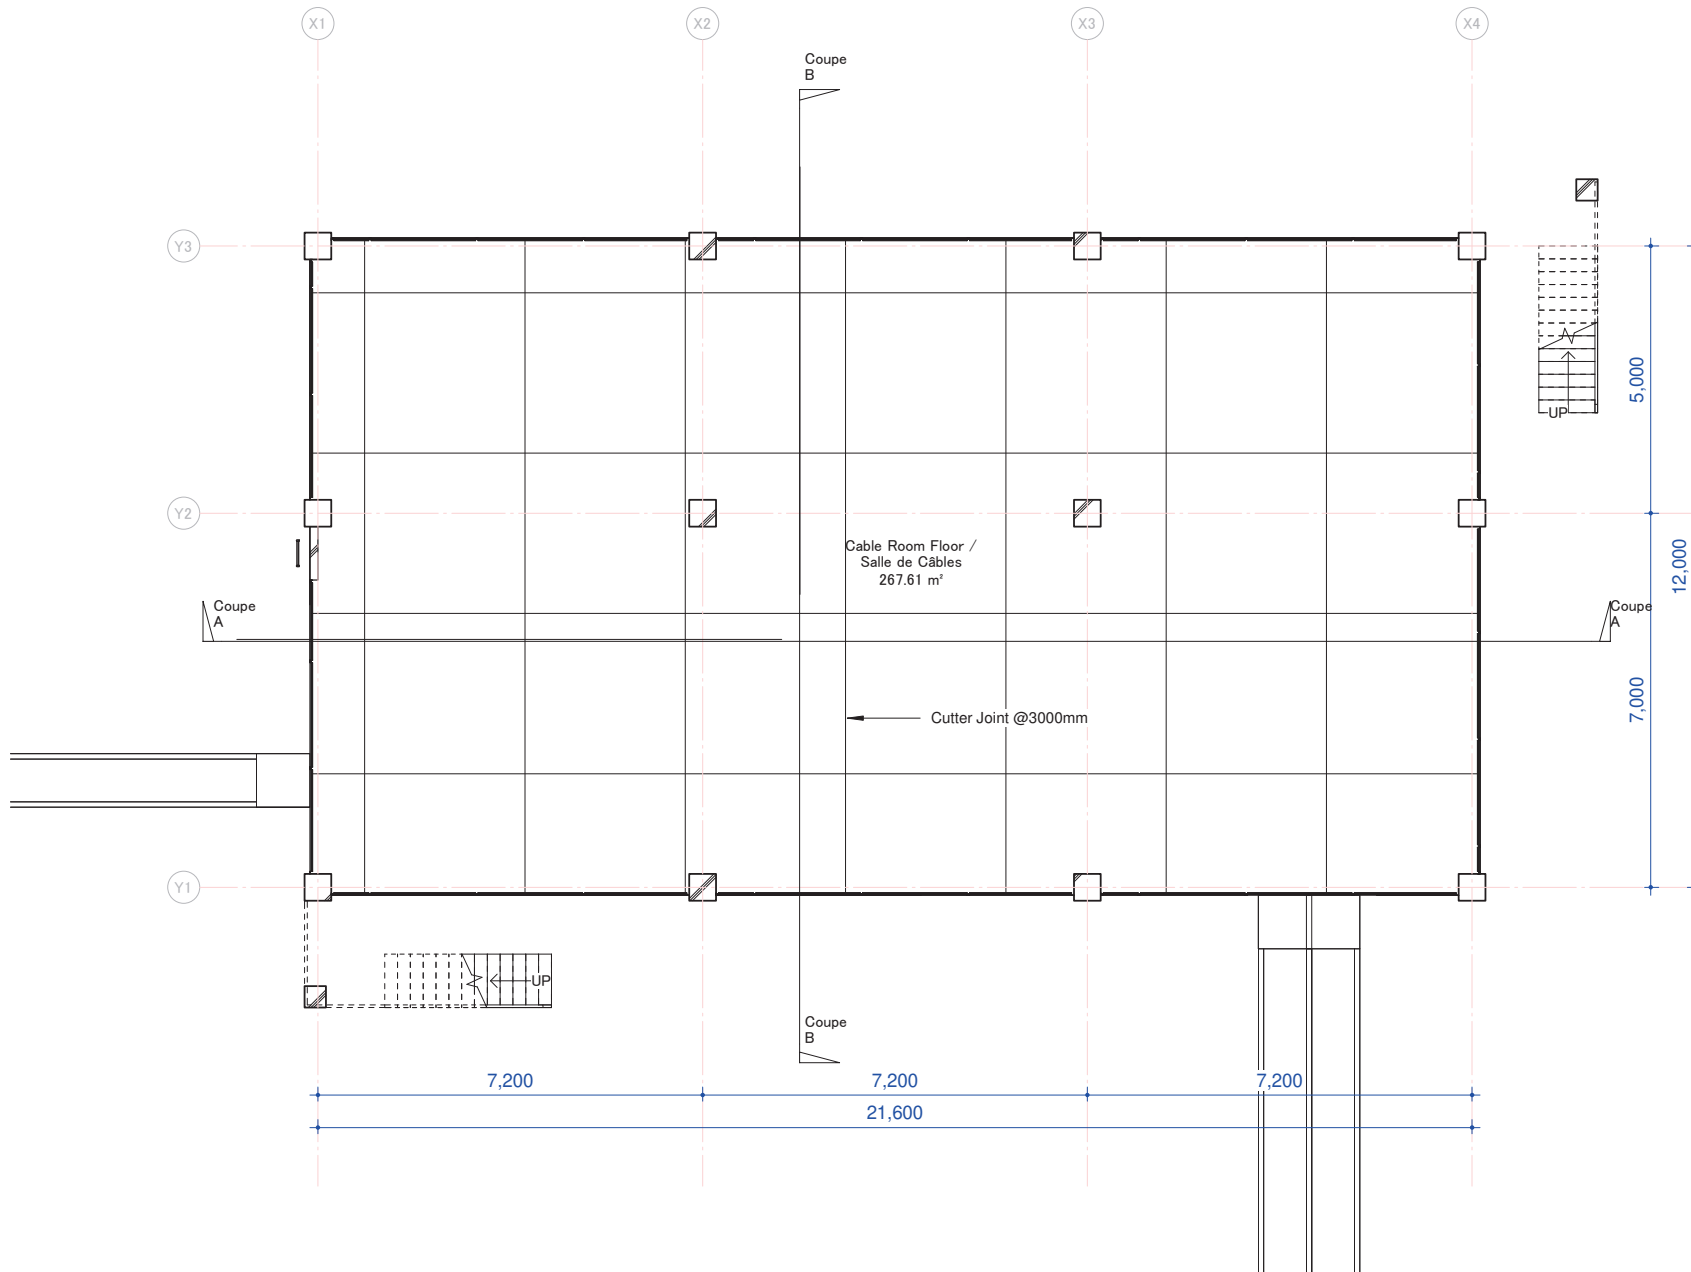 X1
X2
X3
X4
Coupe
B
Y3
5,000
UP
Y2
Cable Room Floor /
Salle de Câbles
267.61 m²
12,000
Coupe
A
Coupe
A
7,000
Cutter Joint @3000mm
Y1
UP
Coupe
B
7,200
7,200
7,200
21,600